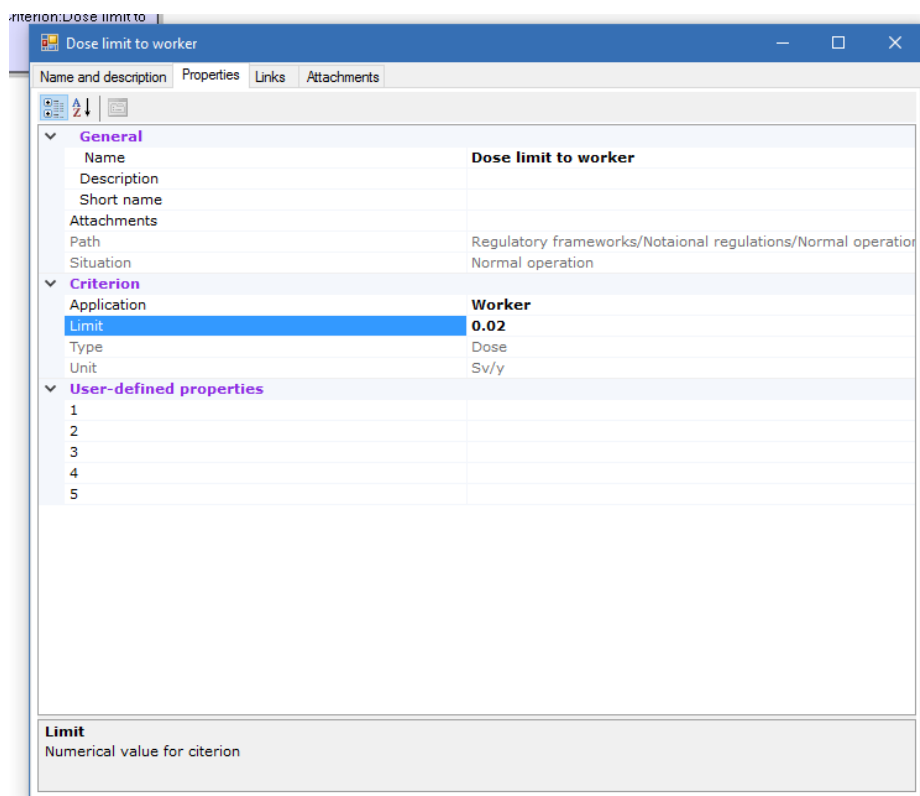 Criterion:Dose limit to
Dose limit to worker
Name and description Properties Links Attachments
General
Name Dose limit to worker
Description
Short name
Attachments
Path Regulatory frameworks/Notaional regulations/Normal operation
Situation Normal operation
Criterion
Application Worker
Limit 0.02
Type Dose
Unit Sv/y
User-defined properties
1
2
3
4
5
Limit
Numerical value for citerion